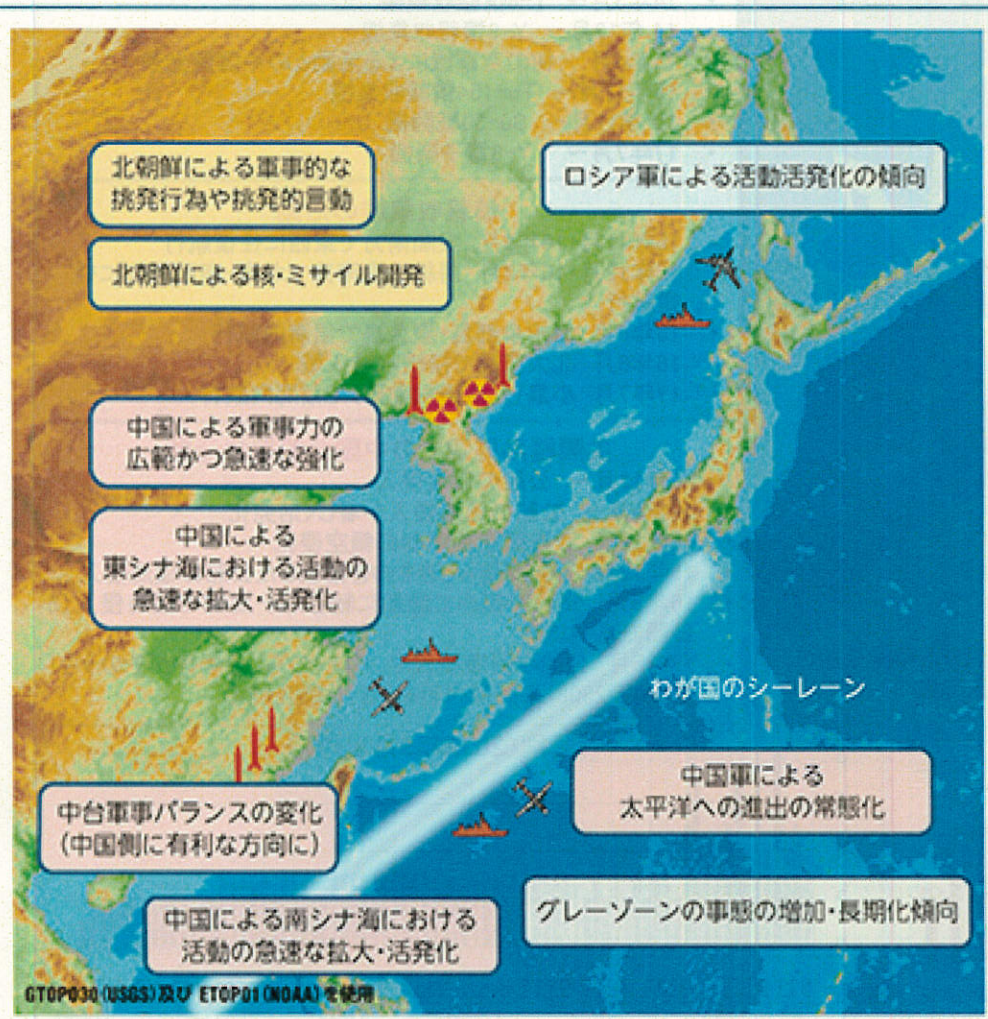 北朝鮮による軍事的な
挑発行為や挑発的言動
ロシア軍による活動活発化の傾向
北朝鮮による核・ミサイル開発
中国による軍事力の
広範かつ急速な強化
中国による
東シナ海における活動の
急速な拡大・活発化
わが国のシーレーン
中国軍による
太平洋への進出の常態化
中台軍事バランスの変化
(中国側に有利な方向に)
グレーゾーンの事態の増加・長期化傾向
中国による南シナ海における
活動の急速な拡大・活発化
GTOPO30(USGS)及び ETOPO1(NOAA)を使用